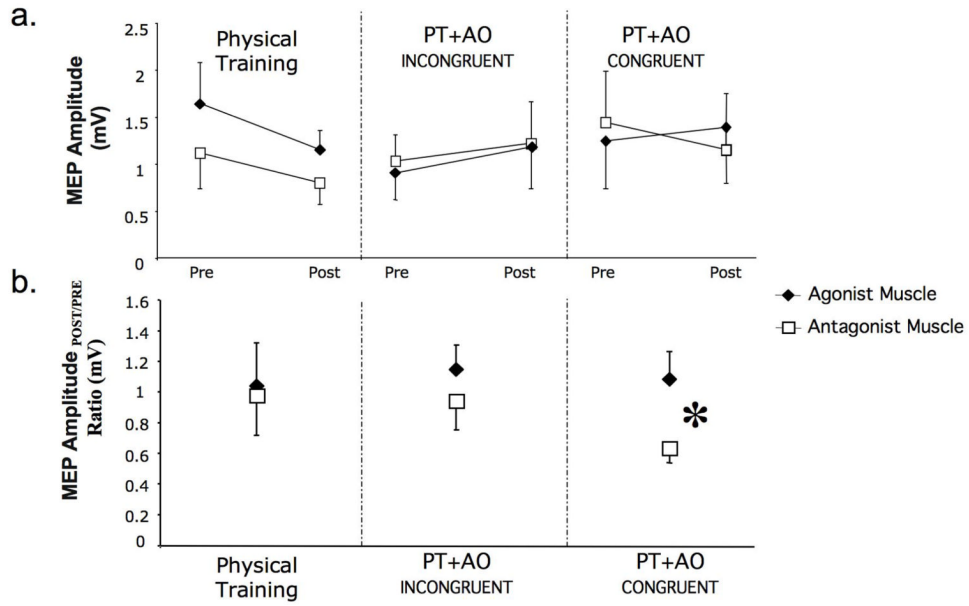 a.
MEP Amplitude
(mV)
2.5
2
1.5
1
0.5
0
Physical
Training
PT+AO
INCONGRUENT
PT+AO
CONGRUENT
Pre
Post
Pre
Post
Pre
Post
b.
MEP Amplitude POST/PRE
Ratio (mV)
1.6
1.4
1.2
1
0.8
0.6
0.4
0.2
0
*
Physical
Training
PT+AO
INCONGRUENT
PT+AO
CONGRUENT
Agonist Muscle
Antagonist Muscle